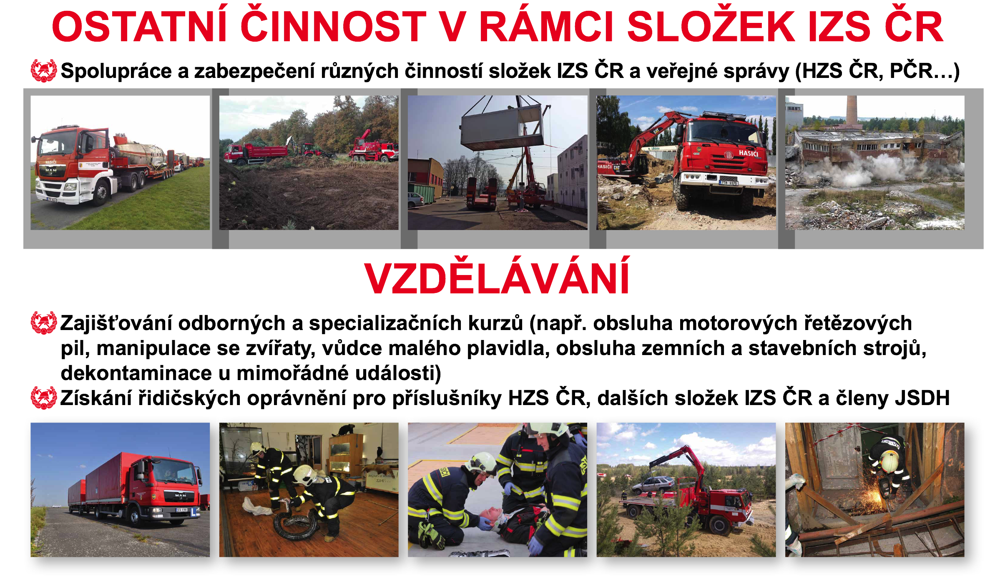 OSTATNÍ ČINNOST V RÁMCI SLOŽEK IZS ČR
Spolupráce a zabezpečení různých činností složek IZS ČR a veřejné správy (HZS ČR, PČR...)
HASIČI
MAN
CAT
HASIČI
CAT
HASIČI
7T8 9375
VZDĚLÁVÁNÍ
Zajišťování odborných a specializačních kurzů (např. obsluha motorových řetězových
pil, manipulace se zvířaty, vůdce malého plavidla, obsluha zemních a stavebních strojů,
dekontaminace u mimořádné události)
Získání řidičských oprávnění pro příslušníky HZS ČR, dalších složek IZS ČR a členy JSDH
MAN
L
ZDE!...